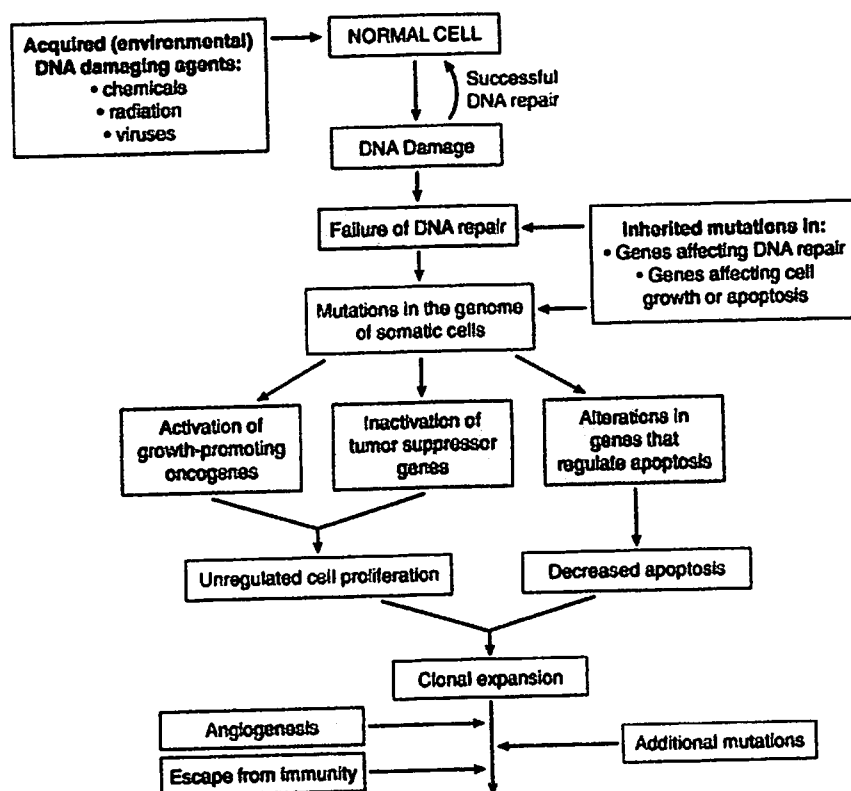 Acquired (environmental)
DNA damaging agents:
• chemicals
• radiation
• viruses
NORMAL CELL
Successful
DNA repair
DNA Damage
Failure of DNA repair
Inherited mutations in:
• Genes affecting DNA repair
• Genes affecting cell
growth or apoptosis
Mutations in the genome
of somatic cells
Activation of
growth-promoting
oncogenes
Inactivation of
tumor suppressor
genes
Alterations in
genes that
regulate apoptosis
Unregulated cell proliferation
Decreased apoptosis
Clonal expansion
Angiogenesis
Additional mutations
Escape from immunity